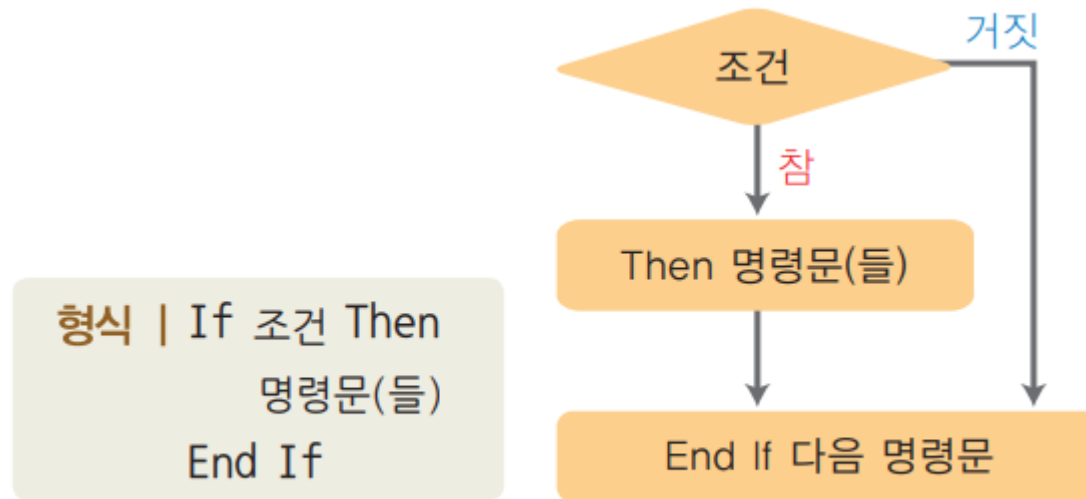 형식 | If 조건 Then
명령문(들)
End If
조건
거짓
참
Then 명령문(들)
End If 다음 명령문